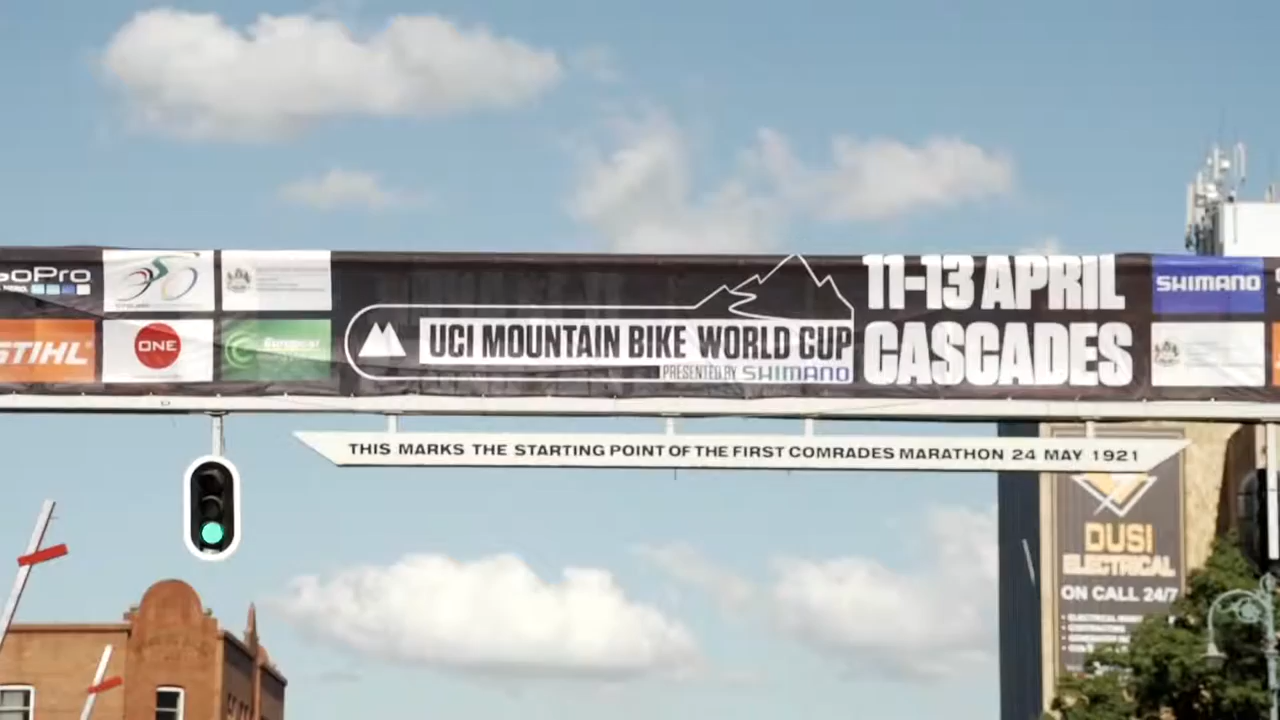 GoPro
11-13 APRIL
SHIMANO
STIHL
ONE
UCI MOUNTAIN BIKE WORLD CUP
CASCADES
PRESENTED BY SHIMANO
THIS MARKS THE STARTING POINT OF THE FIRST COMRADES MARATHON 24 MAY 1921
DUSI
ELECTRICAL
ON CALL 24/7